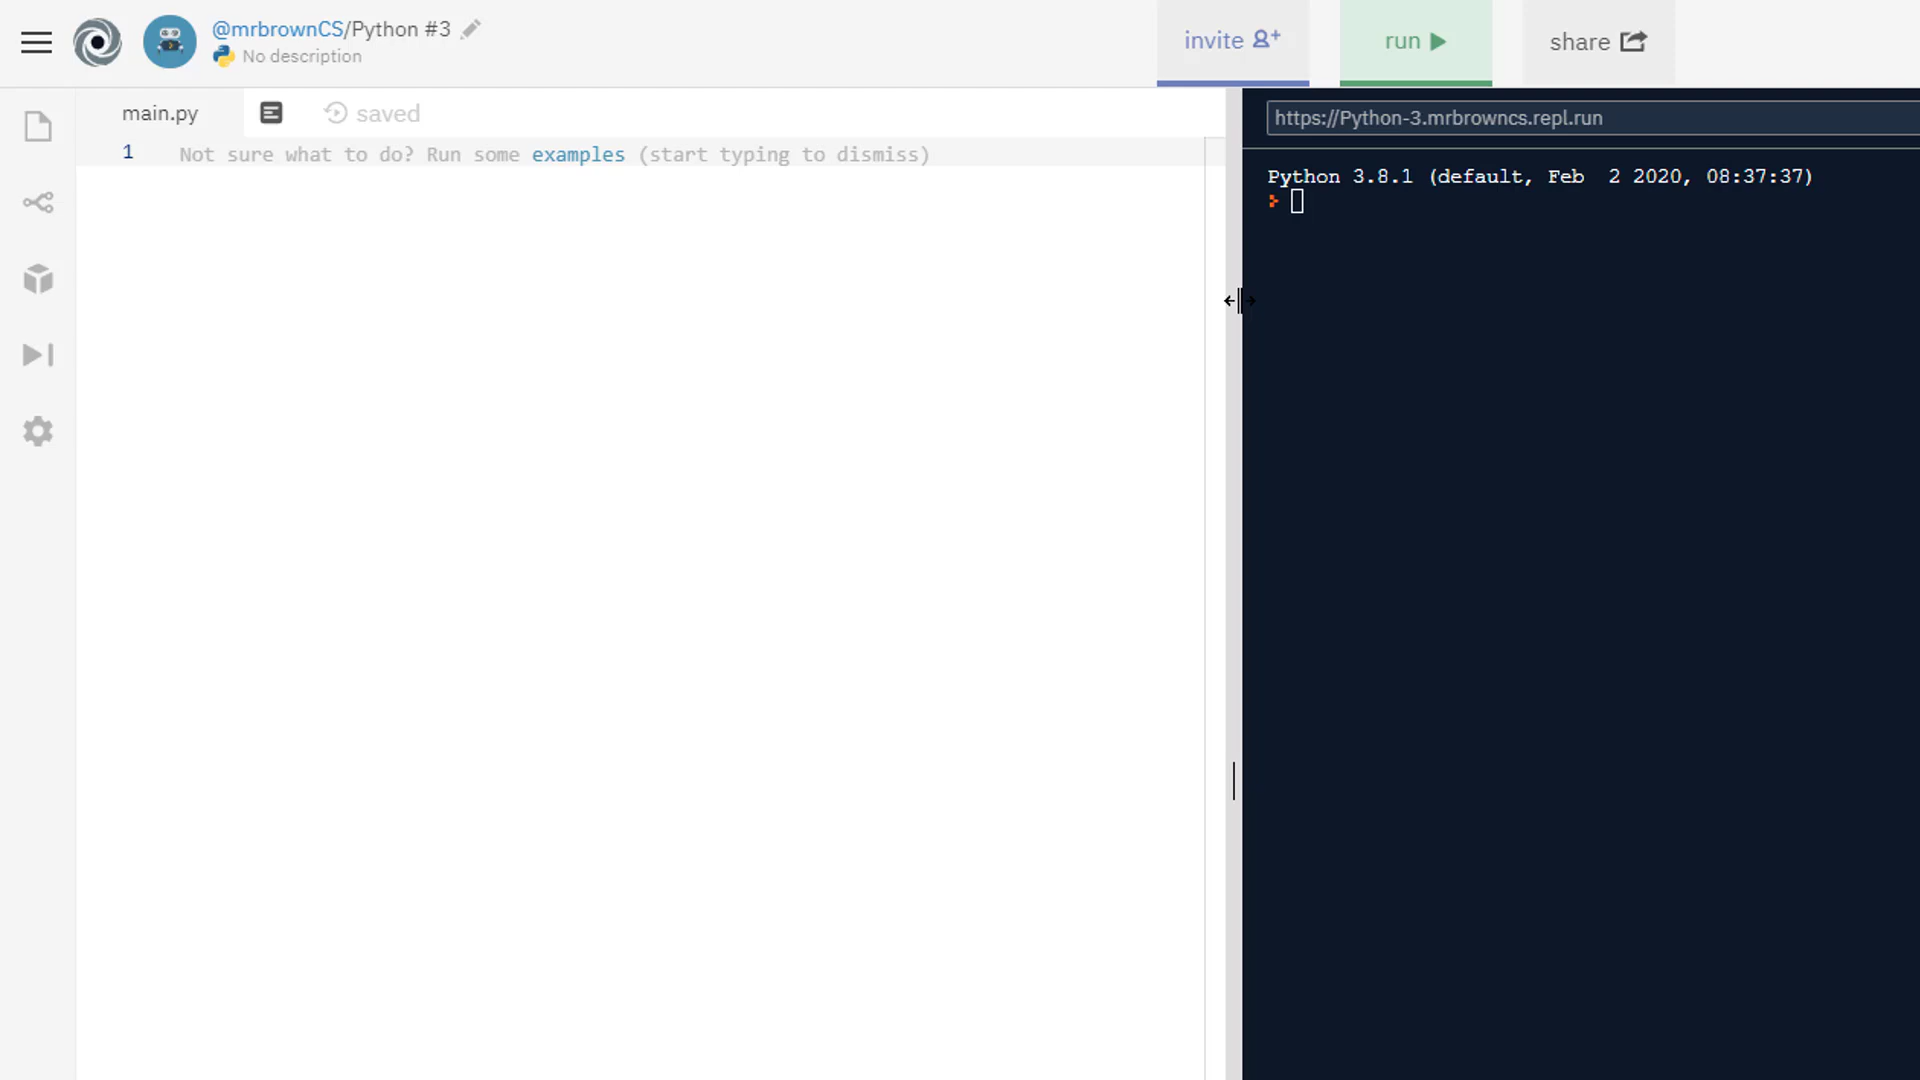 @mrbrownCS/Python #3
No description
invite
run
share
main.py
saved
1 Not sure what to do? Run some examples (start typing to dismiss)
https://Python-3.mrbrowncs.repl.run
Python 3.8.1 (default, Feb  2 2020, 08:37:37)